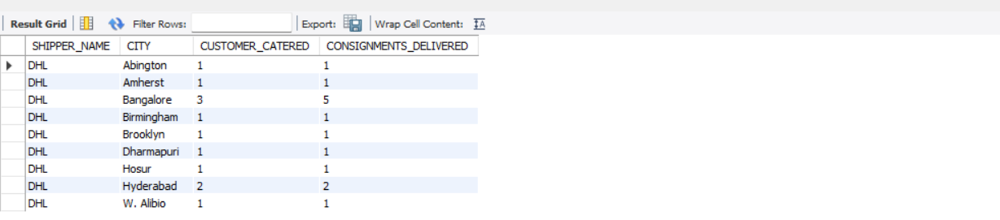 Result Grid Filter Rows: Export: Wrap Cell Content:
SHIPPER_NAME CITY CUSTOMER_CATERED CONSIGNMENTS_DELIVERED
DHL Abington 1 1
DHL Amherst 1 1
DHL Bangalore 3 5
DHL Birmingham 1 1
DHL Brooklyn 1 1
DHL Dharmapuri 1 1
DHL Hosur 1 1
DHL Hyderabad 2 2
DHL W. Alibio 1 1